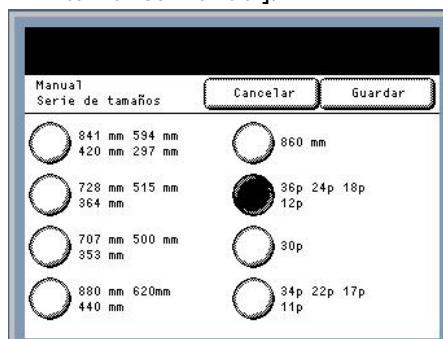 Manual
Serie de tamaños
Cancelar
Guardar
841 mm 594 mm
420 mm 297 mm
728 mm 515 mm
364 mm
707 mm 500 mm
353 mm
880 mm 620mm
440 mm
860 mm
36p 24p 18p
12p
30p
34p 22p 17p
11p